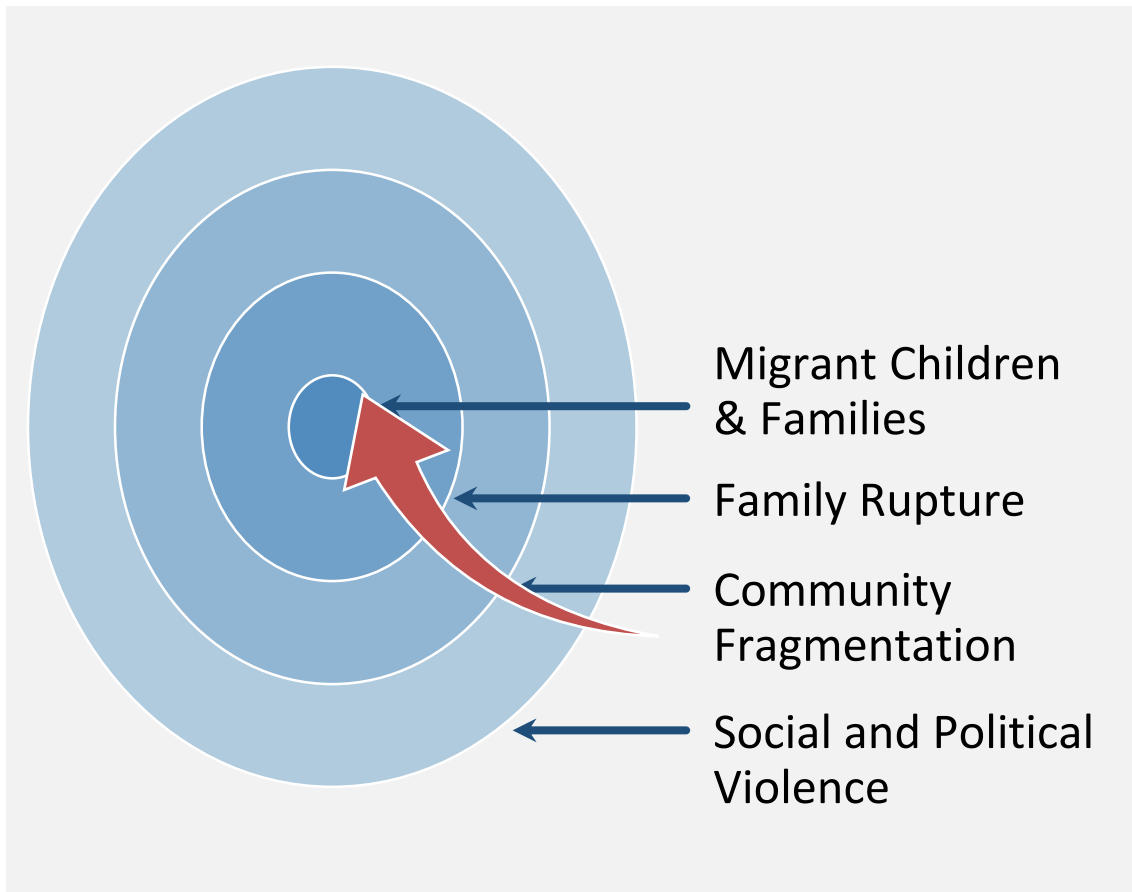 Migrant Children
& Families
Family Rupture
Community
Fragmentation
Social and Political
Violence